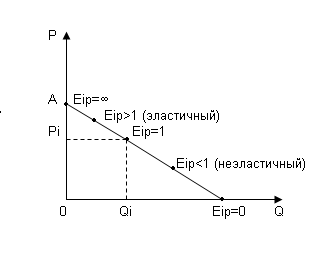 P
A Eip=∞
Eip>1 (эластичный)
Pi Eip=1
Eip<1 (неэластичный)
0 Qi Eip=0 Q